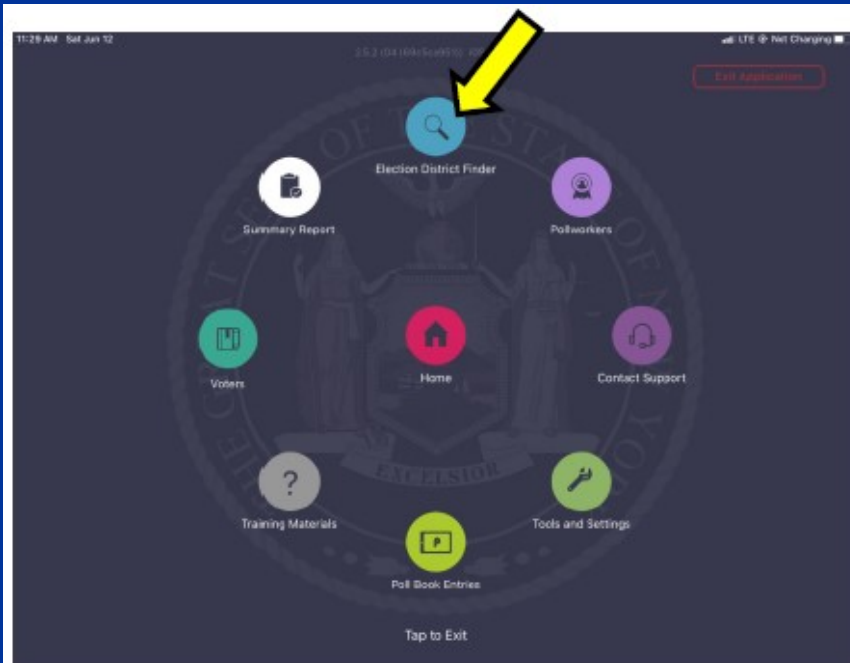 11:29 AM Sat Jun 12
LTE Not Charging
Exit Application
Election District Finder
Summary Report
Pollworkers
Voters
Home
Contact Support
EXCELSIOR
?
Training Materials
Tools and Settings
P
Poll Book Entries
Tap to Exit